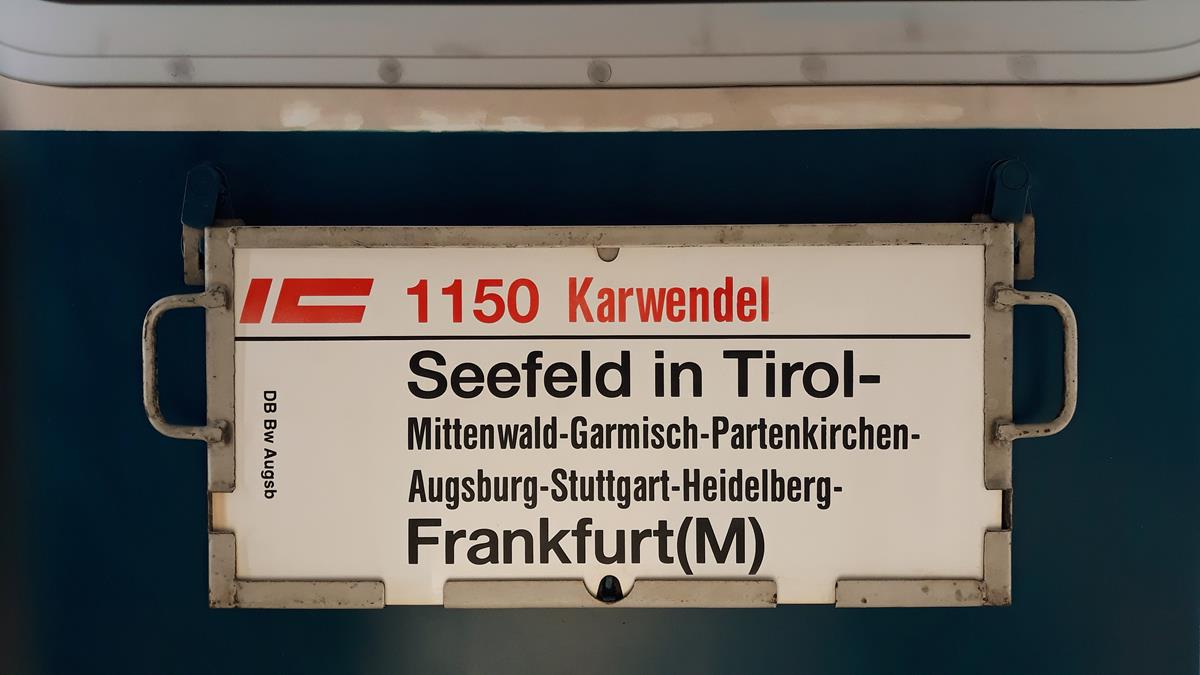 IC 1150 Karwendel
Seefeld in Tirol-
Mittenwald-Garmisch-Partenkirchen-
Augsburg-Stuttgart-Heidelberg-
Frankfurt(M)
DB Bw Augsb